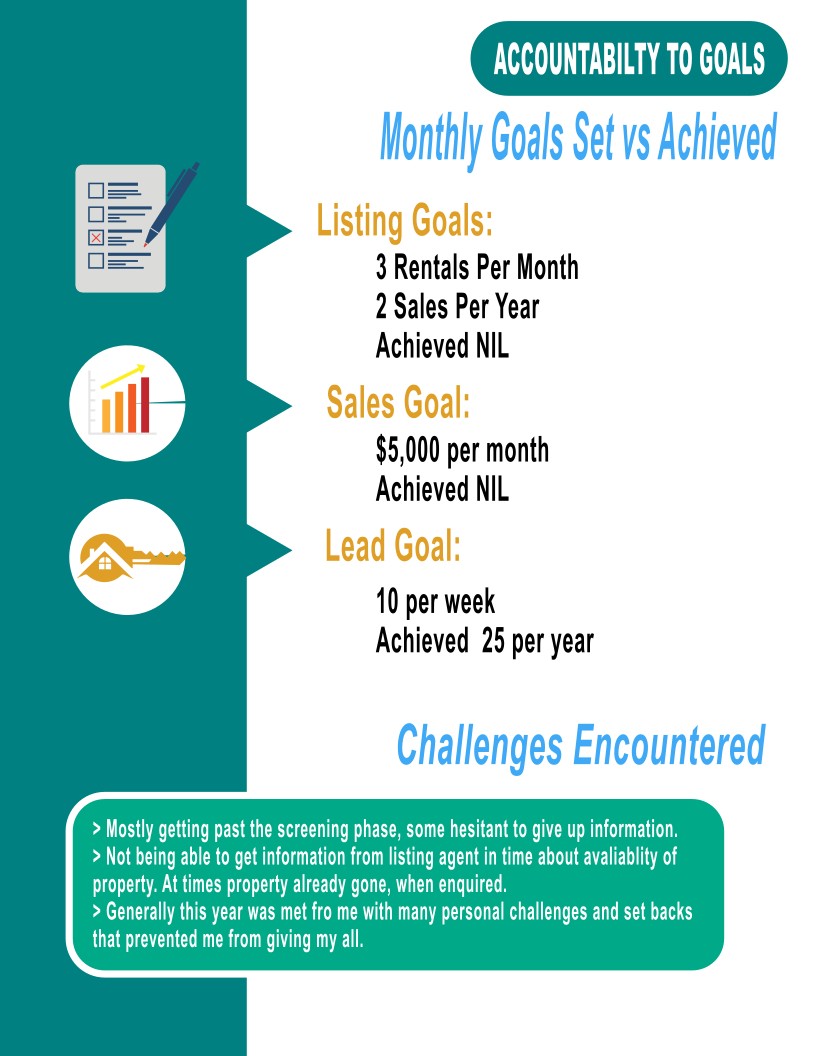 ACCOUNTABILTY TO GOALS
Monthly Goals Set vs Achieved
Listing Goals:
3 Rentals Per Month
2 Sales Per Year
Achieved NIL
Sales Goal:
$5,000 per month
Achieved NIL
Lead Goal:
10 per week
Achieved  25 per year
Challenges Encountered
> Mostly getting past the screening phase, some hesitant to give up information.
> Not being able to get information from listing agent in time about avaliablity of
property. At times property already gone, when enquired.
> Generally this year was met fro me with many personal challenges and set backs
that prevented me from giving my all.